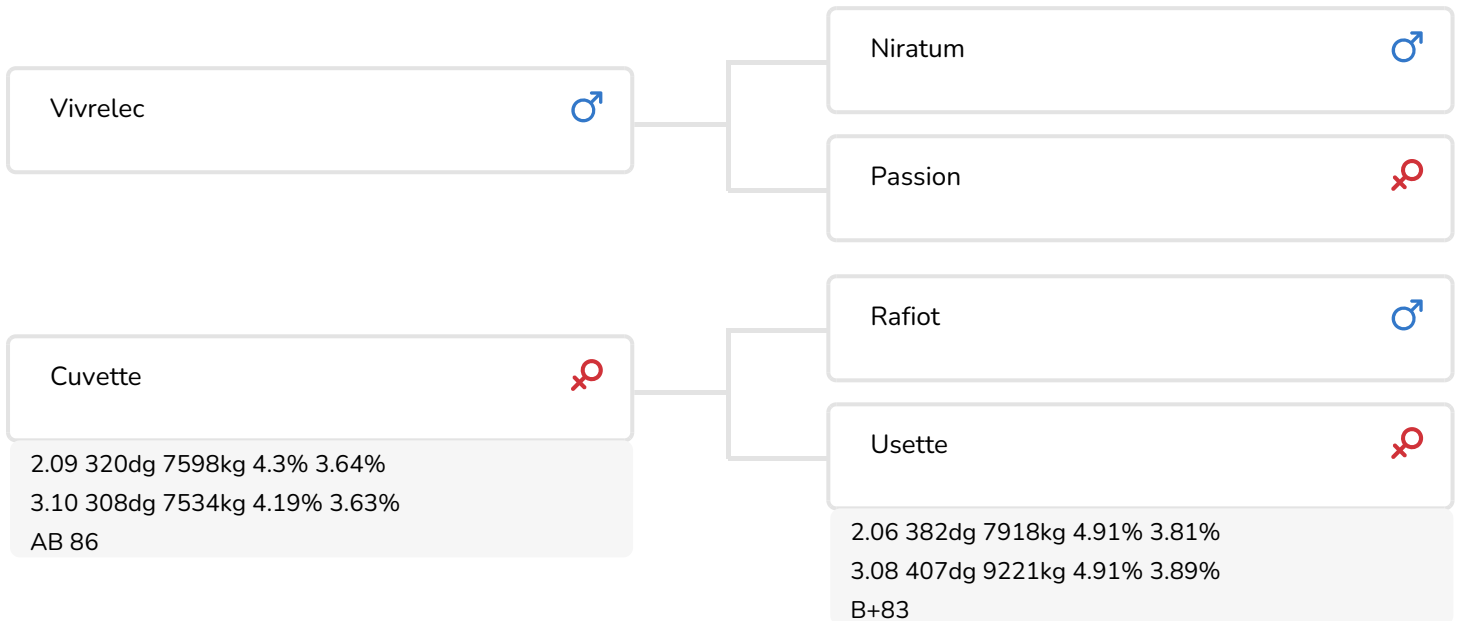 Vivrelec
Niratum
Passion
Cuvette
2.09 320dg 7598kg 4.3% 3.64%
3.10 308dg 7534kg 4.19% 3.63%
AB 86
Rafiot
Usette
2.06 382dg 7918kg 4.91% 3.81%
3.08 407dg 9221kg 4.91% 3.89%
B+83